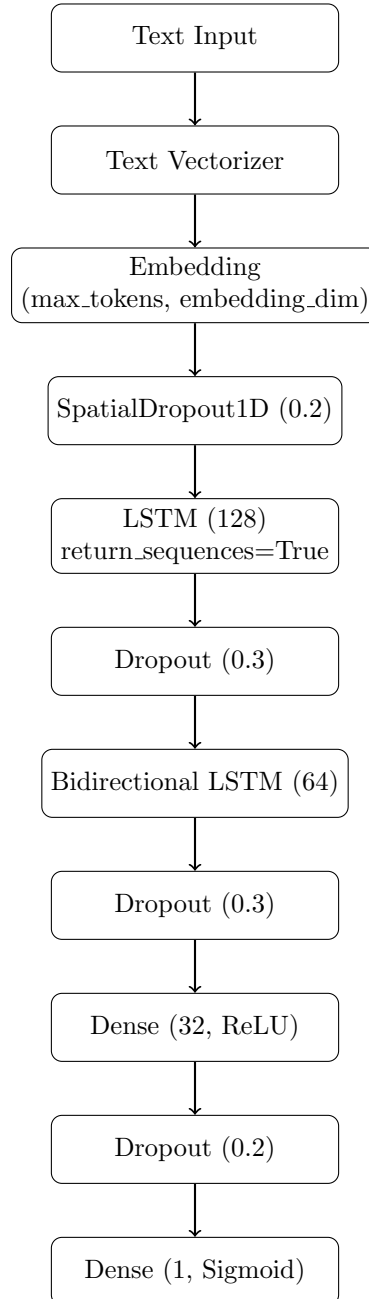 Text Input
Text Vectorizer
Embedding
(max_tokens, embedding_dim)
SpatialDropout1D (0.2)
LSTM (128)
return_sequences=True
Dropout (0.3)
Bidirectional LSTM (64)
Dropout (0.3)
Dense (32, ReLU)
Dropout (0.2)
Dense (1, Sigmoid)